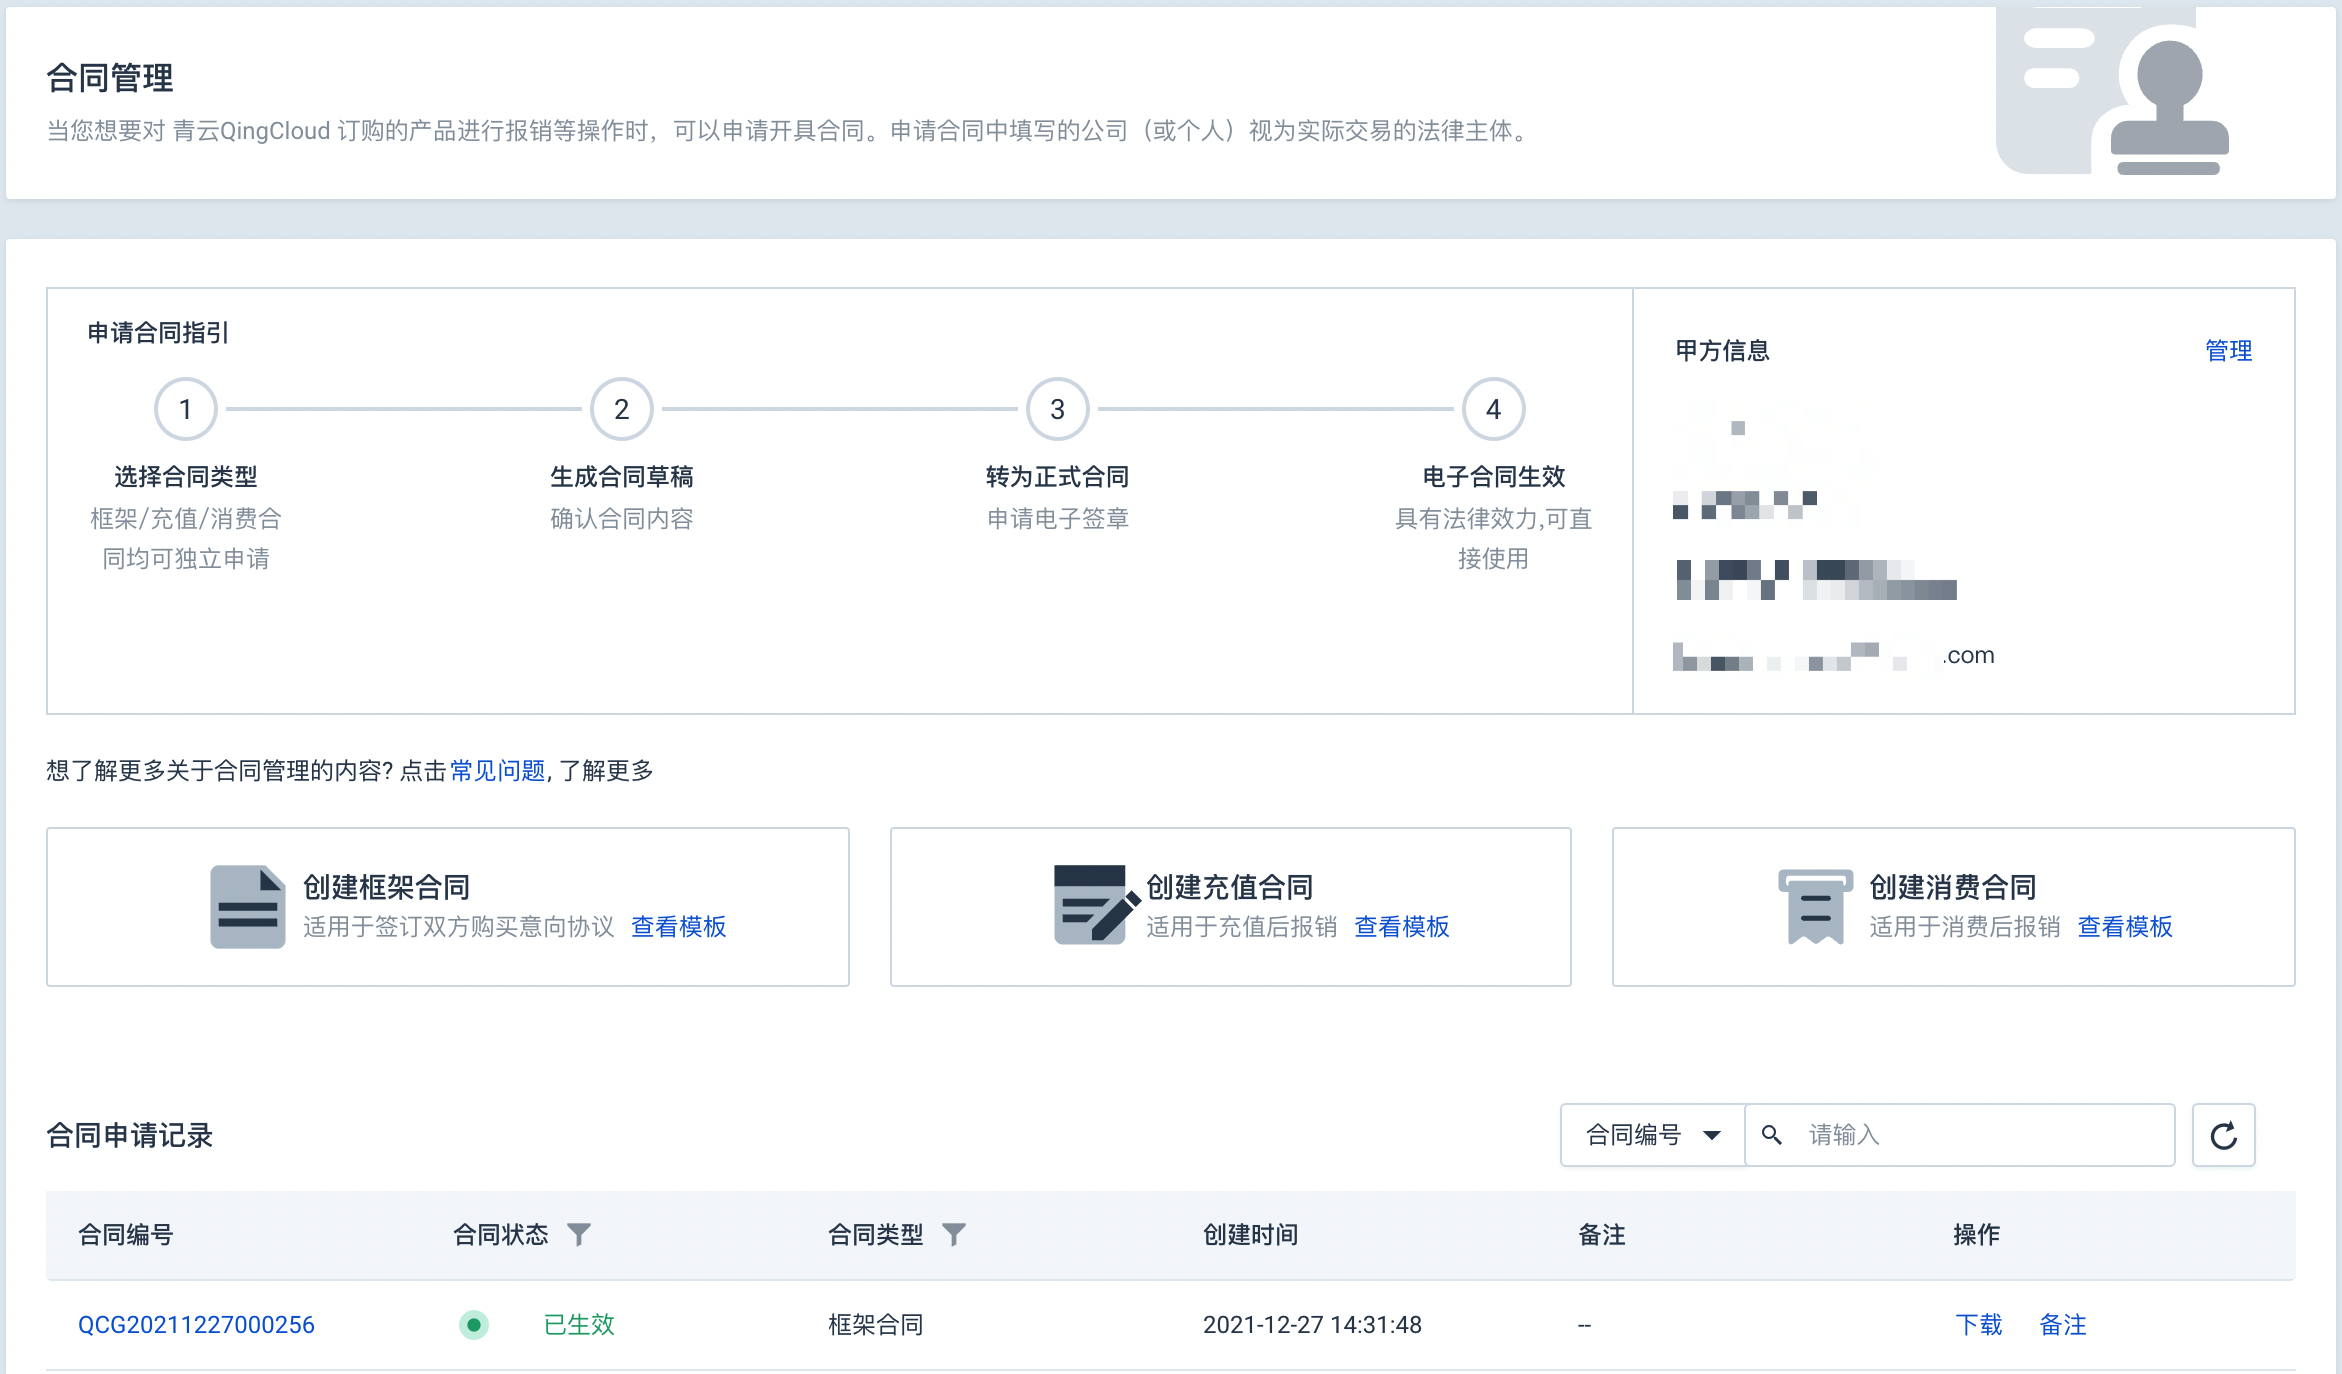 合同管理
当您想要对 青云QingCloud 订购的产品进行报销等操作时，可以申请开具合同。申请合同中填写的公司（或个人）视为实际交易的法律主体。
申请合同指引
1
选择合同类型
框架/充值/消费合
同均可独立申请
2
生成合同草稿
确认合同内容
3
转为正式合同
申请电子签章
4
电子合同生效
具有法律效力,可直
接使用
甲方信息
管理
.com
想了解更多关于合同管理的内容? 点击常见问题, 了解更多
创建框架合同
适用于签订双方购买意向协议 查看模板
创建充值合同
适用于充值后报销 查看模板
创建消费合同
适用于消费后报销 查看模板
合同申请记录
合同编号
请输入
合同编号 合同状态 合同类型 创建时间 备注 操作
QCG20211227000256 已生效 框架合同 2021-12-27 14:31:48 -- 下载 备注